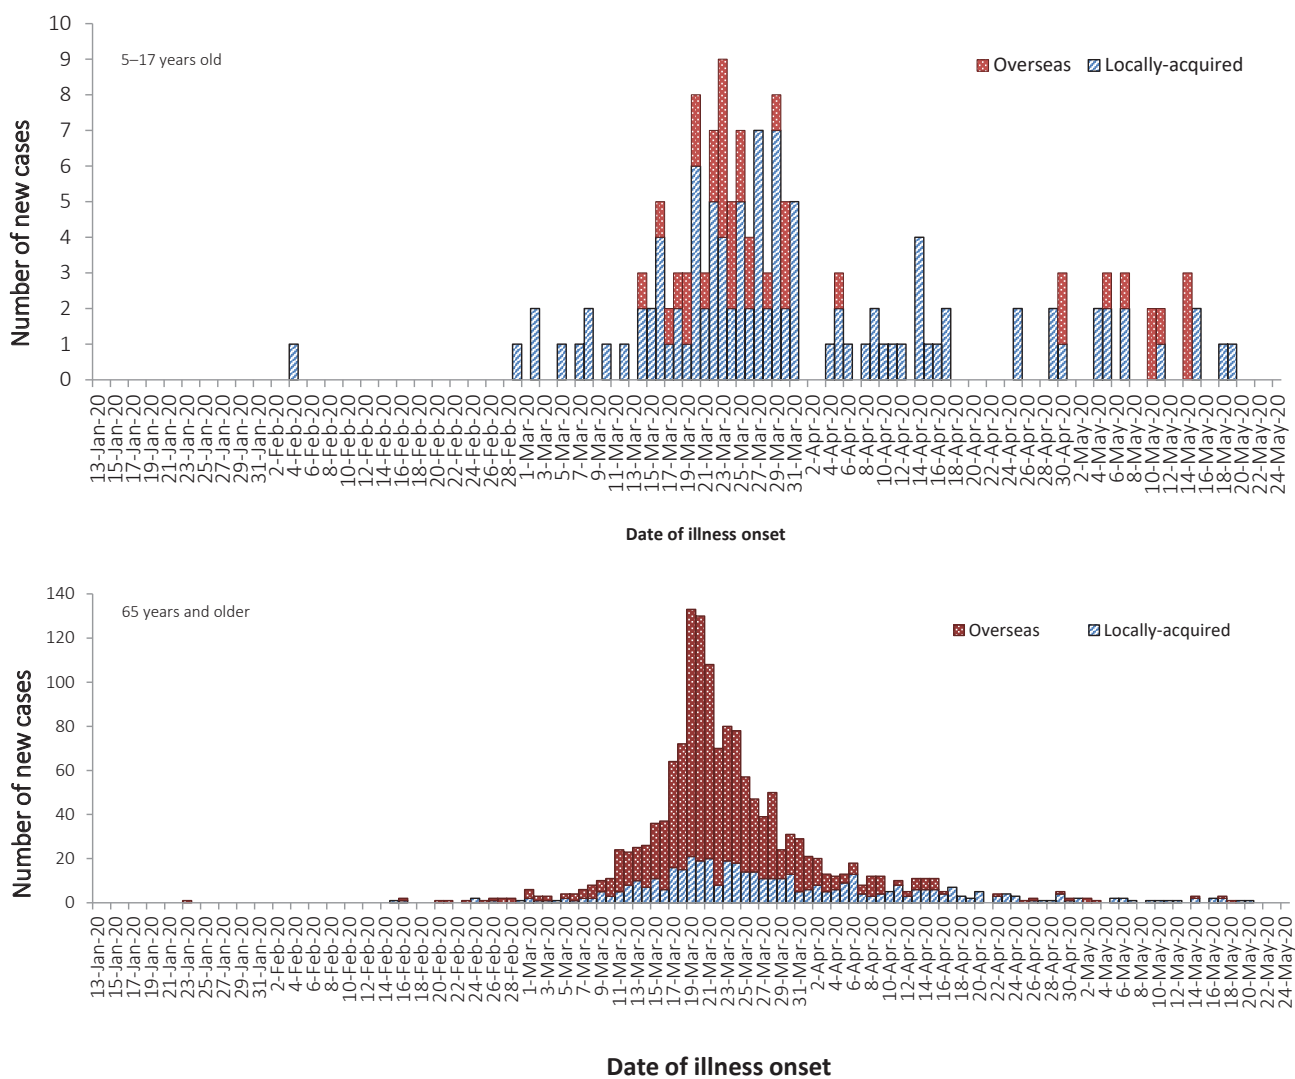 10
9
8
7
6
5
4
3
2
1
0
Number of new cases
5–17 years old
Overseas
Locally-acquired
13-Jan-20
15-Jan-20
17-Jan-20
19-Jan-20
21-Jan-20
23-Jan-20
25-Jan-20
27-Jan-20
29-Jan-20
31-Jan-20
2-Feb-20
4-Feb-20
6-Feb-20
8-Feb-20
10-Feb-20
12-Feb-20
14-Feb-20
16-Feb-20
18-Feb-20
20-Feb-20
22-Feb-20
24-Feb-20
26-Feb-20
28-Feb-20
1-Mar-20
3-Mar-20
5-Mar-20
7-Mar-20
9-Mar-20
11-Mar-20
13-Mar-20
15-Mar-20
17-Mar-20
19-Mar-20
21-Mar-20
23-Mar-20
25-Mar-20
27-Mar-20
29-Mar-20
31-Mar-20
2-Apr-20
4-Apr-20
6-Apr-20
8-Apr-20
10-Apr-20
12-Apr-20
14-Apr-20
16-Apr-20
18-Apr-20
20-Apr-20
22-Apr-20
24-Apr-20
26-Apr-20
28-Apr-20
30-Apr-20
2-May-20
4-May-20
6-May-20
8-May-20
10-May-20
12-May-20
14-May-20
16-May-20
18-May-20
20-May-20
22-May-20
24-May-20
Date of illness onset
140
120
100
80
60
40
20
0
Number of new cases
65 years and older
Overseas
Locally-acquired
13-Jan-20
15-Jan-20
17-Jan-20
19-Jan-20
21-Jan-20
23-Jan-20
25-Jan-20
27-Jan-20
29-Jan-20
31-Jan-20
2-Feb-20
4-Feb-20
6-Feb-20
8-Feb-20
10-Feb-20
12-Feb-20
14-Feb-20
16-Feb-20
18-Feb-20
20-Feb-20
22-Feb-20
24-Feb-20
26-Feb-20
28-Feb-20
1-Mar-20
3-Mar-20
5-Mar-20
7-Mar-20
9-Mar-20
11-Mar-20
13-Mar-20
15-Mar-20
17-Mar-20
19-Mar-20
21-Mar-20
23-Mar-20
25-Mar-20
27-Mar-20
29-Mar-20
31-Mar-20
2-Apr-20
4-Apr-20
6-Apr-20
8-Apr-20
10-Apr-20
12-Apr-20
14-Apr-20
16-Apr-20
18-Apr-20
20-Apr-20
22-Apr-20
24-Apr-20
26-Apr-20
28-Apr-20
30-Apr-20
2-May-20
4-May-20
6-May-20
8-May-20
10-May-20
12-May-20
14-May-20
16-May-20
18-May-20
20-May-20
22-May-20
24-May-20
Date of illness onset